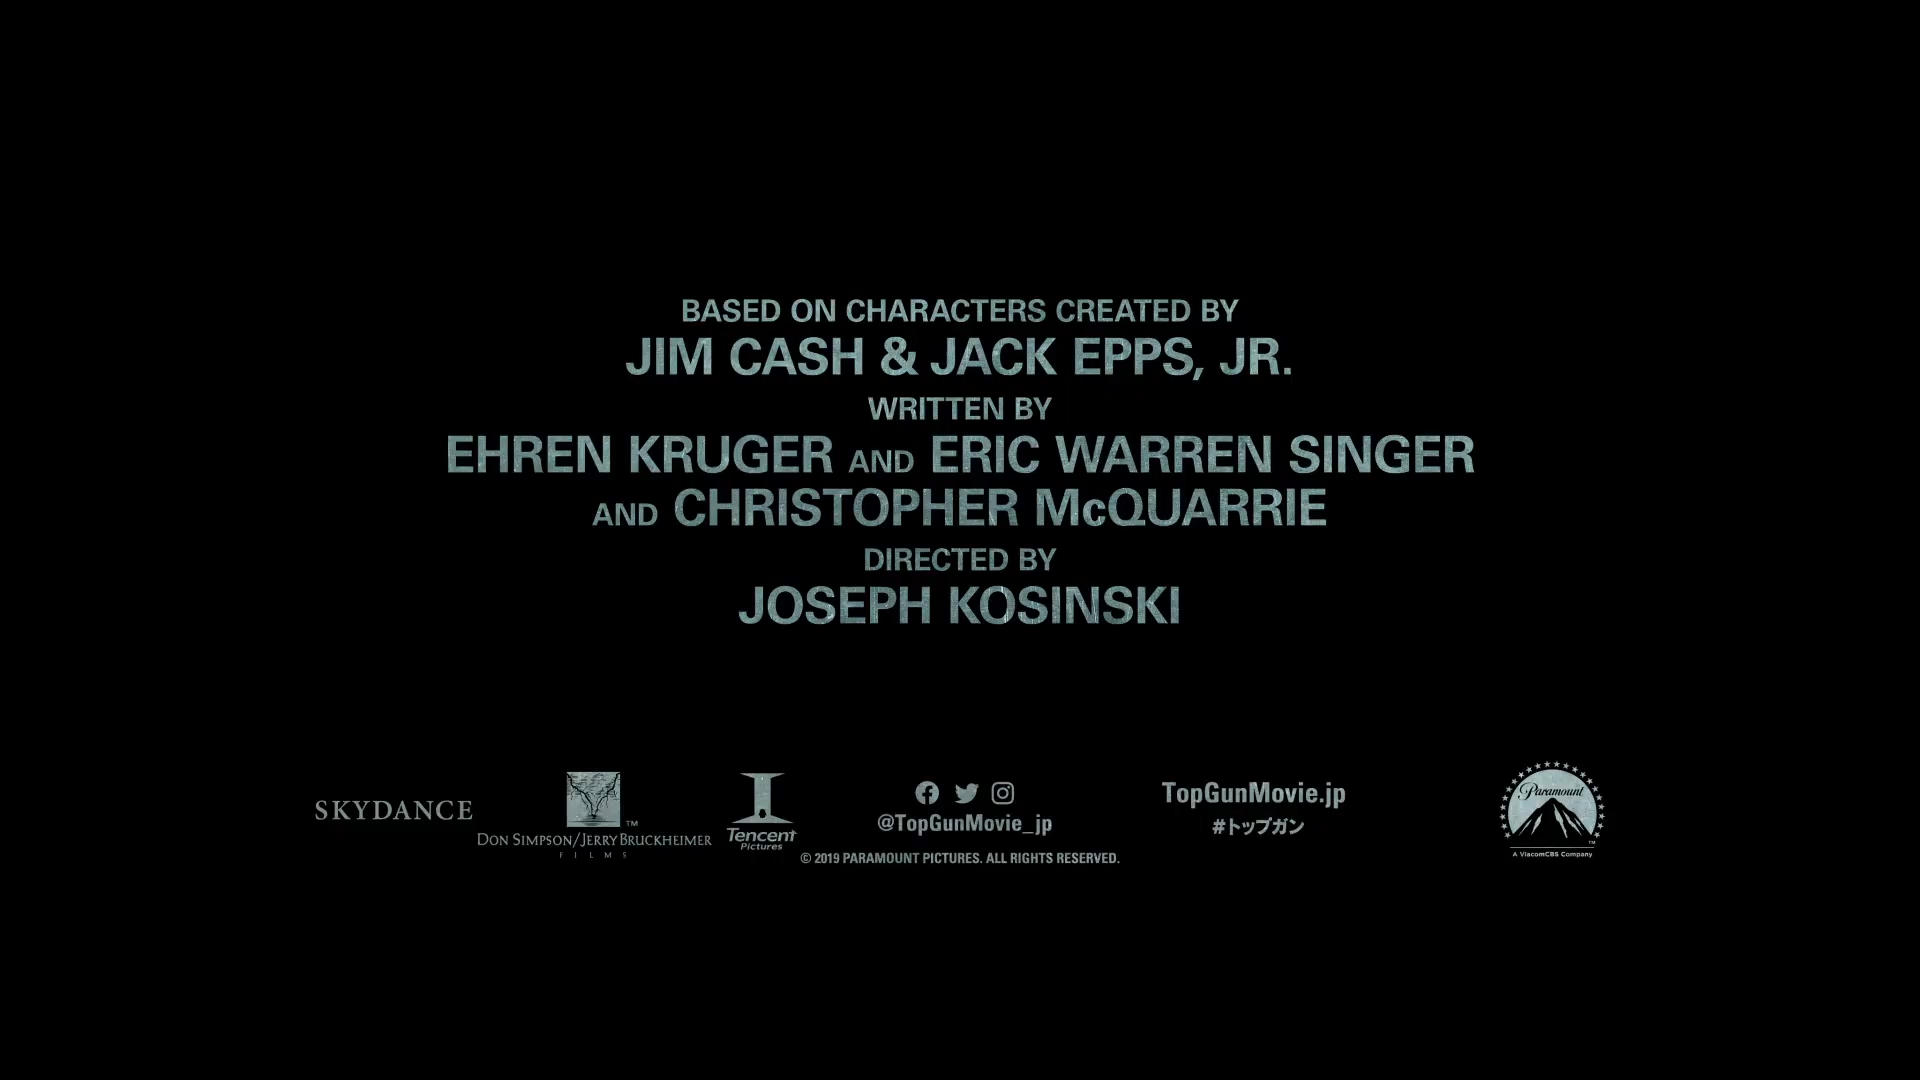 BASED ON CHARACTERS CREATED BY
JIM CASH & JACK EPPS, JR.
WRITTEN BY
EHREN KRUGER AND ERIC WARREN SINGER
AND CHRISTOPHER McQUARRIE
DIRECTED BY
JOSEPH KOSINSKI
SKYDANCE
™
DON SIMPSON/JERRY BRUCKHEIMER
FILMS
Tencent
Pictures
@TopGunMovie_jp
© 2019 PARAMOUNT PICTURES. ALL RIGHTS RESERVED.
TopGunMovie.jp
#トップガン
Paramount
™
A ViacomCBS Company